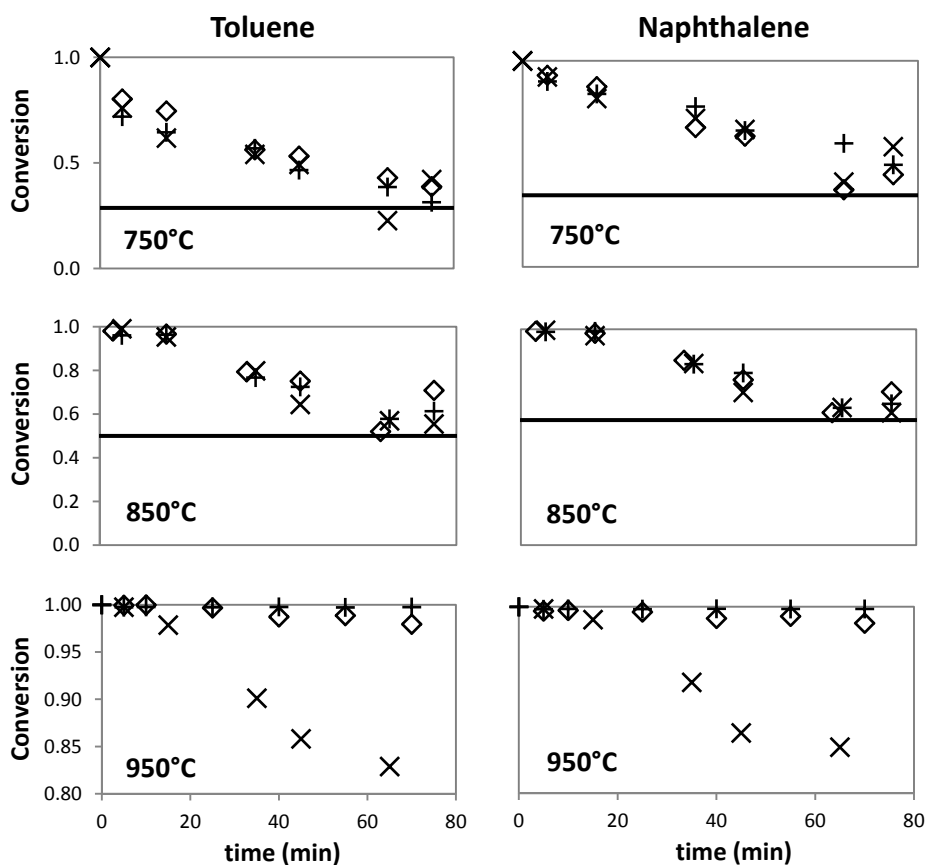 Toluene
Naphthalene
Conversion
1.0
0.5
0.0
750°C
750°C
Conversion
1.0
0.8
0.6
0.4
0.2
0.0
850°C
850°C
Conversion
1.00
0.95
0.90
0.85
0.80
950°C
950°C
0 20 40 60 80
0 20 40 60 80
time (min)
time (min)